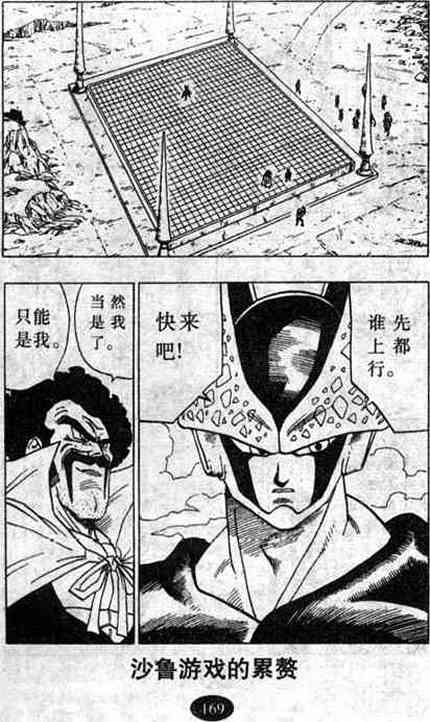 谁先
上都
行。
快来
吧!
当然
是我
了。
只能
是我。
沙鲁游戏的累赘
169